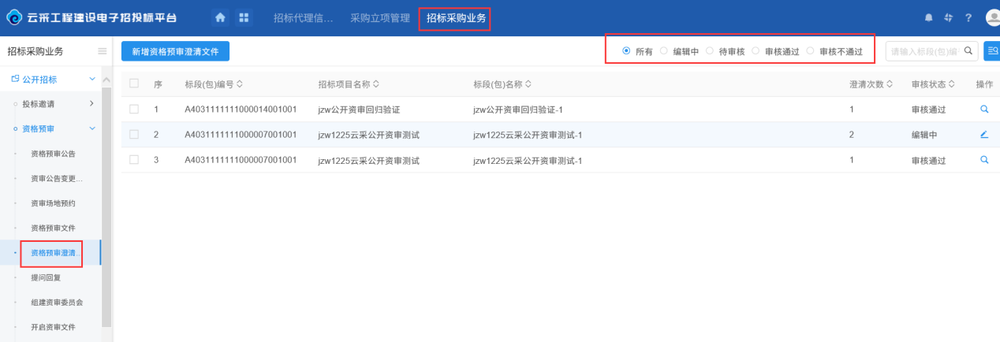 云采工程建设电子招投标平台
招标代理信...
采购立项管理
招标采购业务
招标采购业务
新增资格预审澄清文件
所有
编辑中
待审核
审核通过
审核不通过
请输入标段(包)编
公开招标
投标邀请
资格预审
资格预审公告
资审公告变更...
资审场地预约
资格预审文件
资格预审澄清...
提问回复
组建资审委员会
开启资审文件
序 标段(包)编号 招标项目名称 标段(包)名称 澄清次数 审核状态 操作
1 A4031111111000014001001 jzw公开资审回归验证 jzw公开资审回归验证-1 1 审核通过
2 A4031111111000007001001 jzw1225云采公开资审测试 jzw1225云采公开资审测试-1 2 编辑中
3 A4031111111000007001001 jzw1225云采公开资审测试 jzw1225云采公开资审测试-1 1 审核通过